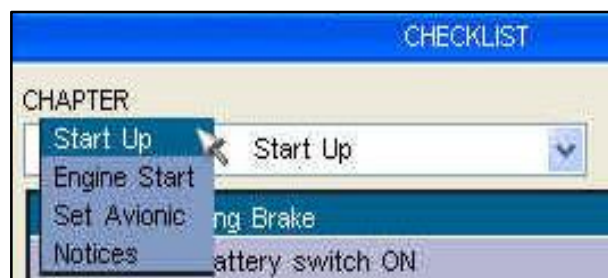 CHECKLIST
CHAPTER
Start Up
Start Up
Engine Start
Set Avionic
ng Brake
Notices
attery switch ON